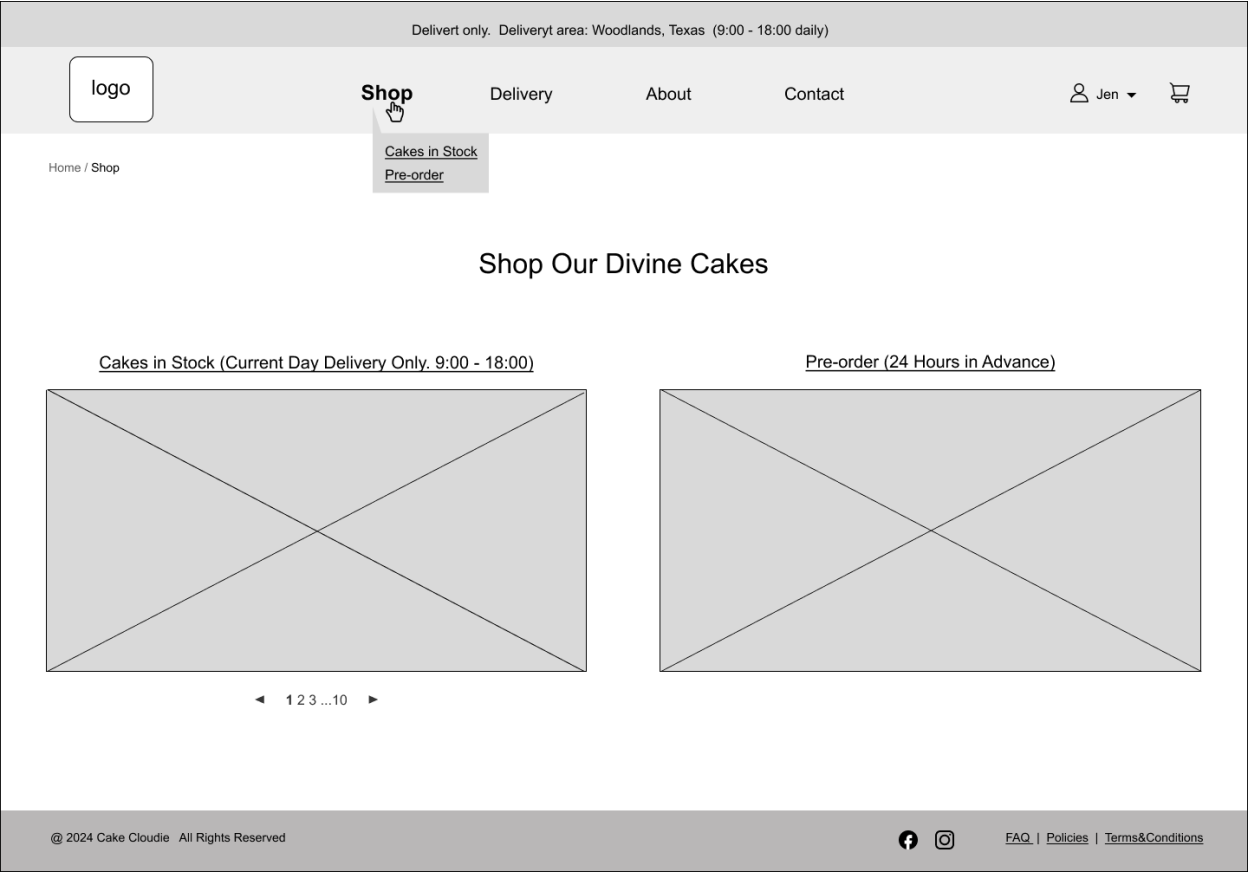 Delivert only.  Deliveryt area: Woodlands, Texas  (9:00 - 18:00 daily)
logo
Shop
Delivery
About
Contact
Jen
Cakes in Stock
Pre-order
Home / Shop
Shop Our Divine Cakes
Cakes in Stock (Current Day Delivery Only. 9:00 - 18:00)
Pre-order (24 Hours in Advance)
1 2 3 ...10
@ 2024 Cake Cloudie   All Rights Reserved
FAQ  |  Policies  |  Terms&Conditions